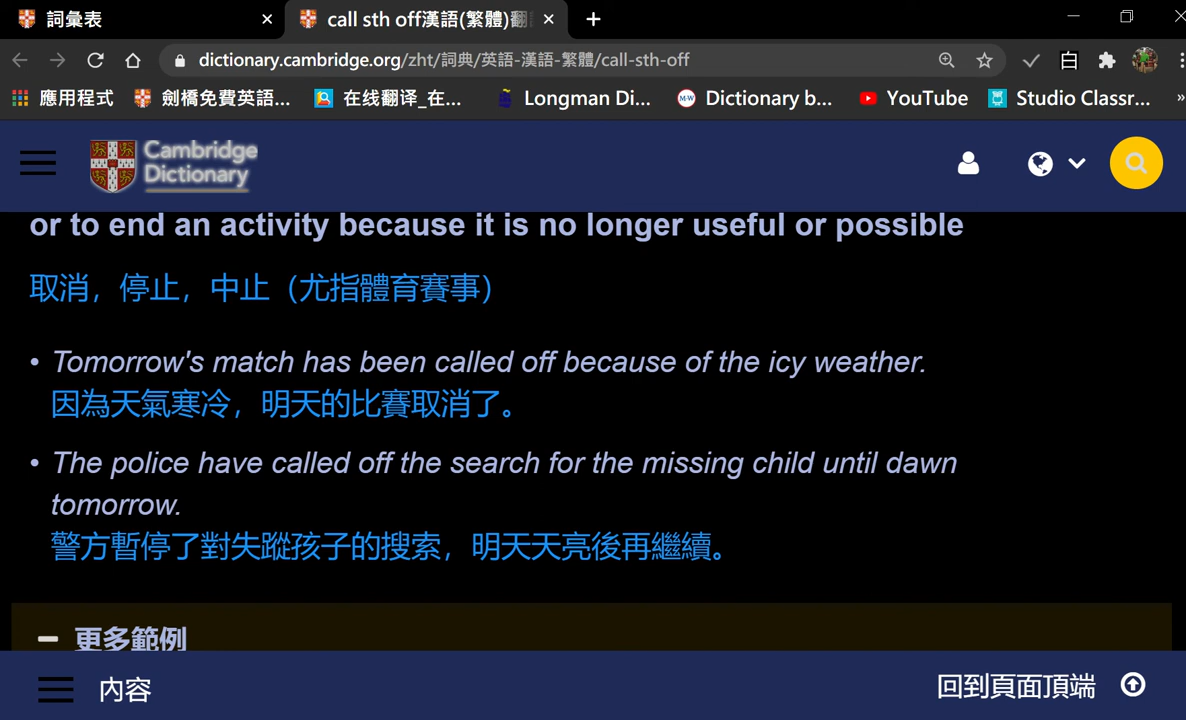 詞彙表
call sth off漢語(繁體)翻
dictionary.cambridge.org/zht/詞典/英語-漢語-繁體/call-sth-off
白
應用程式 劍橋免費英語... 在线翻译_在... M-W Longman Di... Dictionary b... YouTube Studio Classr... »
Cambridge
Dictionary
or to end an activity because it is no longer useful or possible
取消，停止，中止（尤指體育賽事）
• Tomorrow's match has been called off because of the icy weather.
因為天氣寒冷，明天的比賽取消了。
• The police have called off the search for the missing child until dawn
tomorrow.
警方暫停了對失蹤孩子的搜索，明天天亮後再繼續。
更多範例
內容
回到頁面頂端